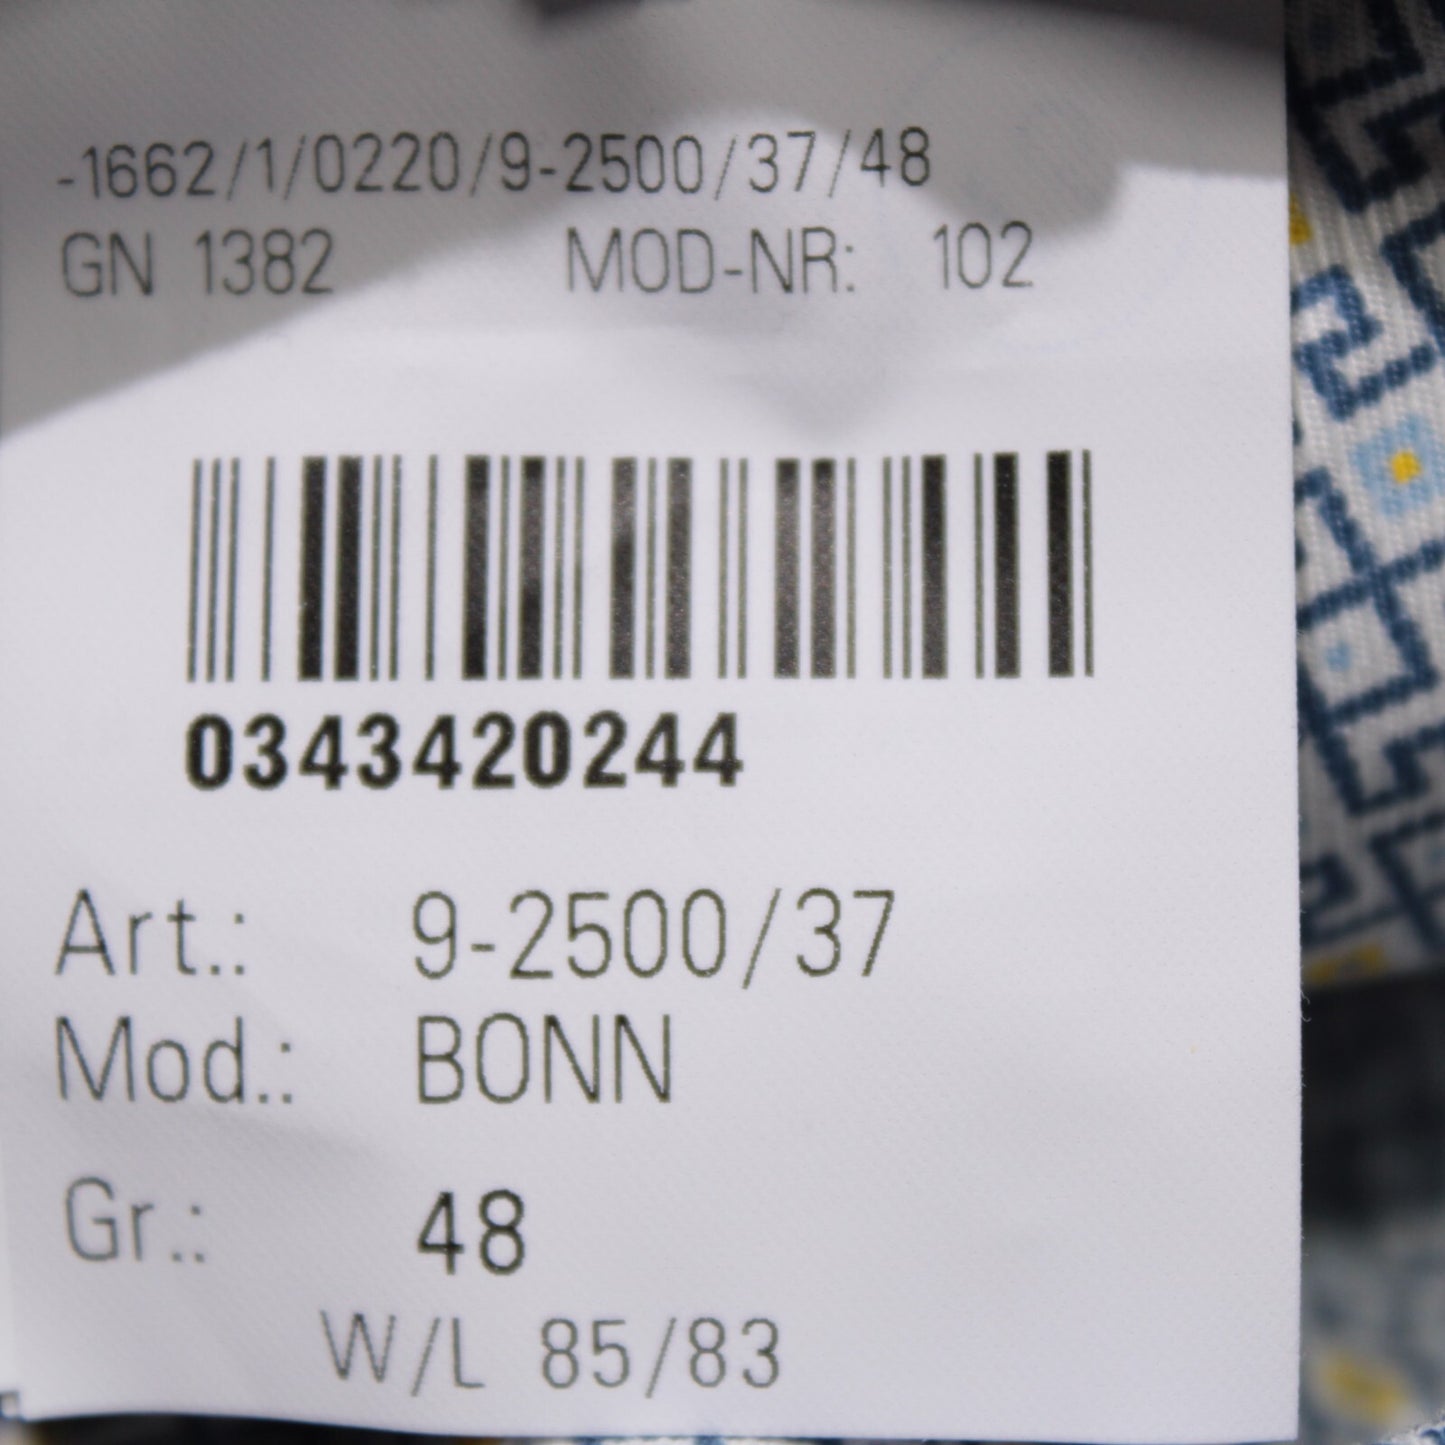 -1662/1/0220/9-2500/37/48
GN 1382 MOD-NR: 102
0343420244
Art.: 9-2500/37
Mod.: BONN
Gr.: 48
W/L 85/83